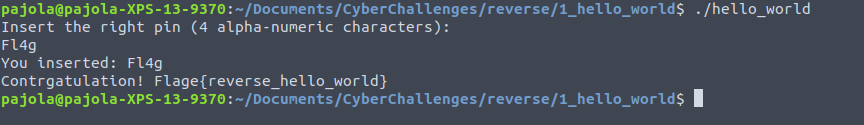 pajola@pajola-XPS-13-9370:~/Documents/CyberChallenges/reverse/1_hello_world$ ./hello_world
Insert the right pin (4 alpha-numeric characters):
Fl4g
You inserted: Fl4g
Contrgatulation! Flage{reverse_hello_world}
pajola@pajola-XPS-13-9370:~/Documents/CyberChallenges/reverse/1_hello_world$